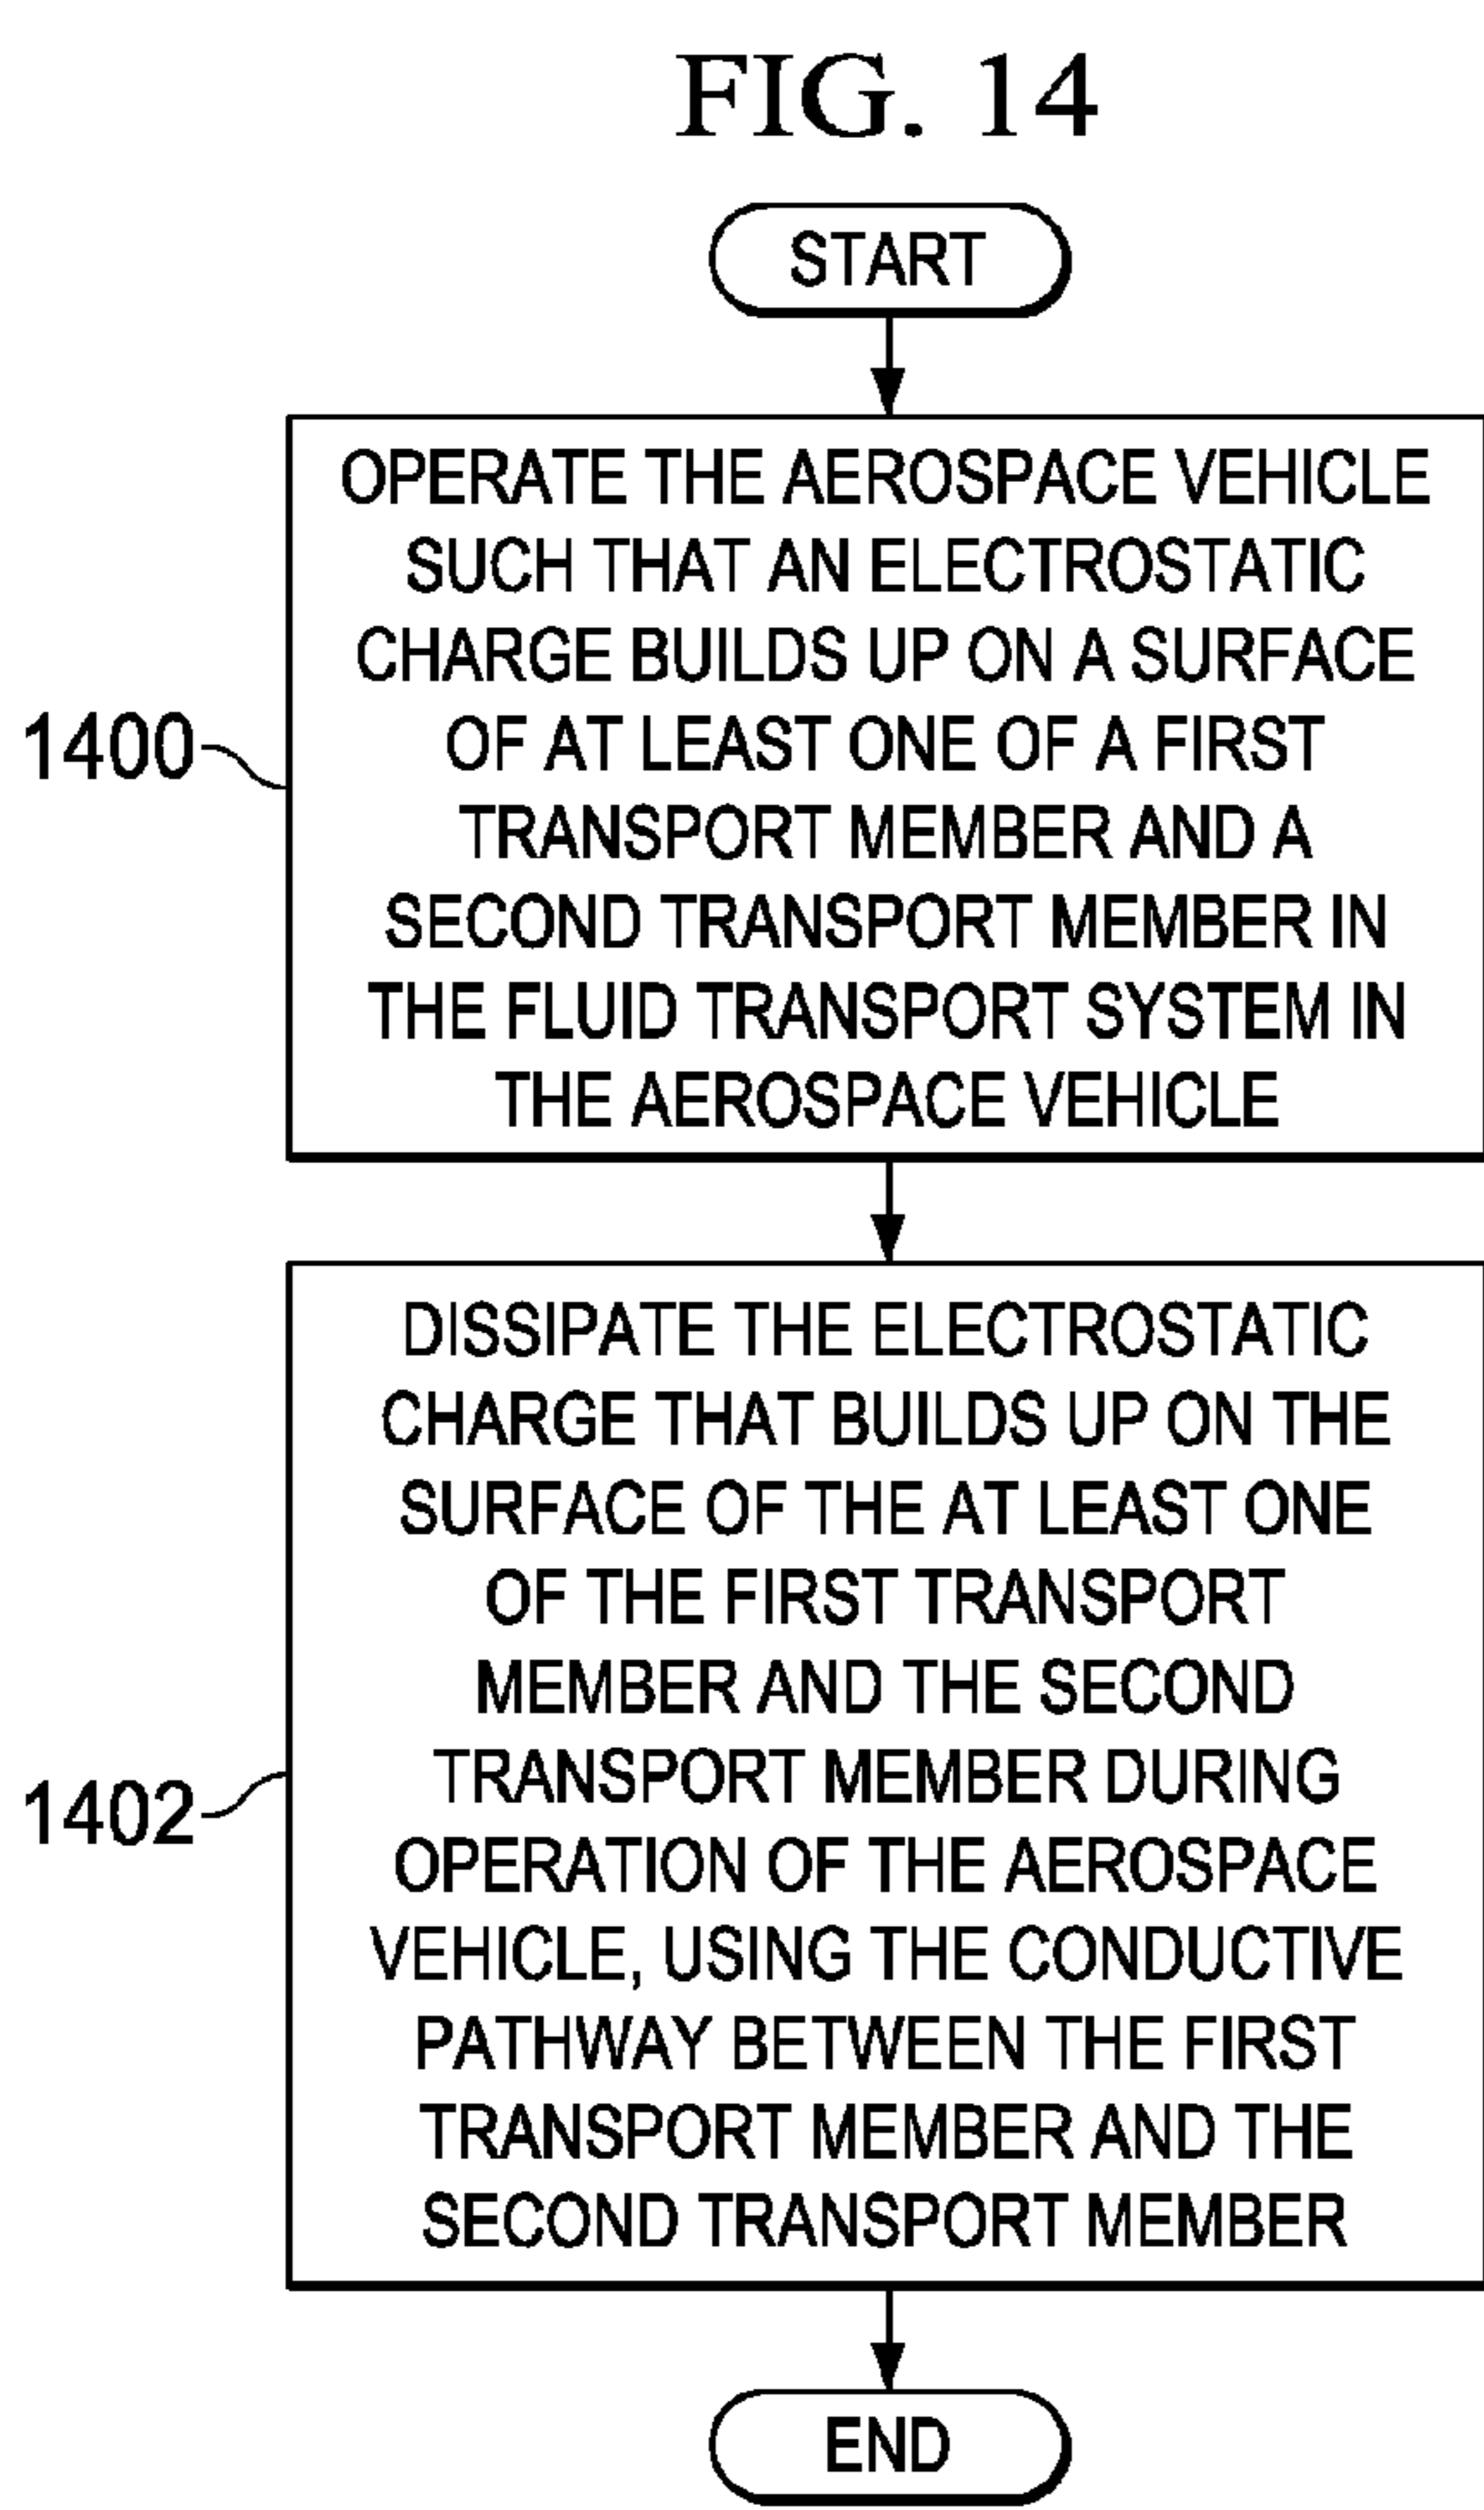 FIG. 14
START
OPERATE THE AEROSPACE VEHICLE
SUCH THAT AN ELECTROSTATIC
CHARGE BUILDS UP ON A SURFACE
OF AT LEAST ONE OF A FIRST
TRANSPORT MEMBER AND A
SECOND TRANSPORT MEMBER IN
THE FLUID TRANSPORT SYSTEM IN
THE AEROSPACE VEHICLE
1400
DISSIPATE THE ELECTROSTATIC
CHARGE THAT BUILDS UP ON THE
SURFACE OF THE AT LEAST ONE
OF THE FIRST TRANSPORT
MEMBER AND THE SECOND
TRANSPORT MEMBER DURING
OPERATION OF THE AEROSPACE
VEHICLE, USING THE CONDUCTIVE
PATHWAY BETWEEN THE FIRST
TRANSPORT MEMBER AND THE
SECOND TRANSPORT MEMBER
1402
END